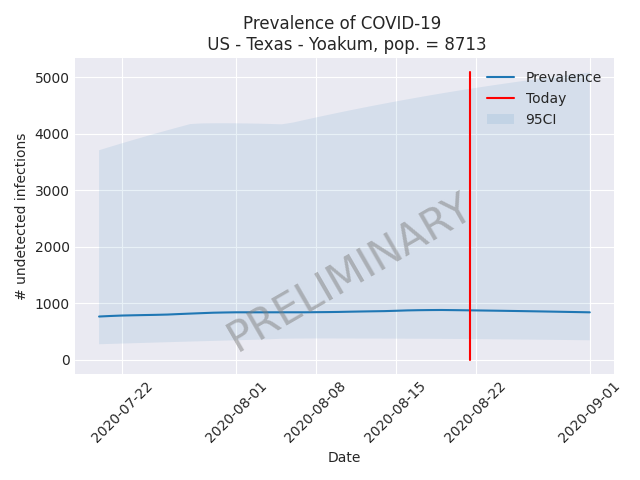 Prevalence of COVID-19
US - Texas - Yoakum, pop. = 8713
# undetected infections
5000
4000
3000
2000
1000
0
Prevalence
Today
95CI
PRELIMINARY
2020-07-22
2020-08-01
2020-08-08
2020-08-15
2020-08-22
2020-09-01
Date